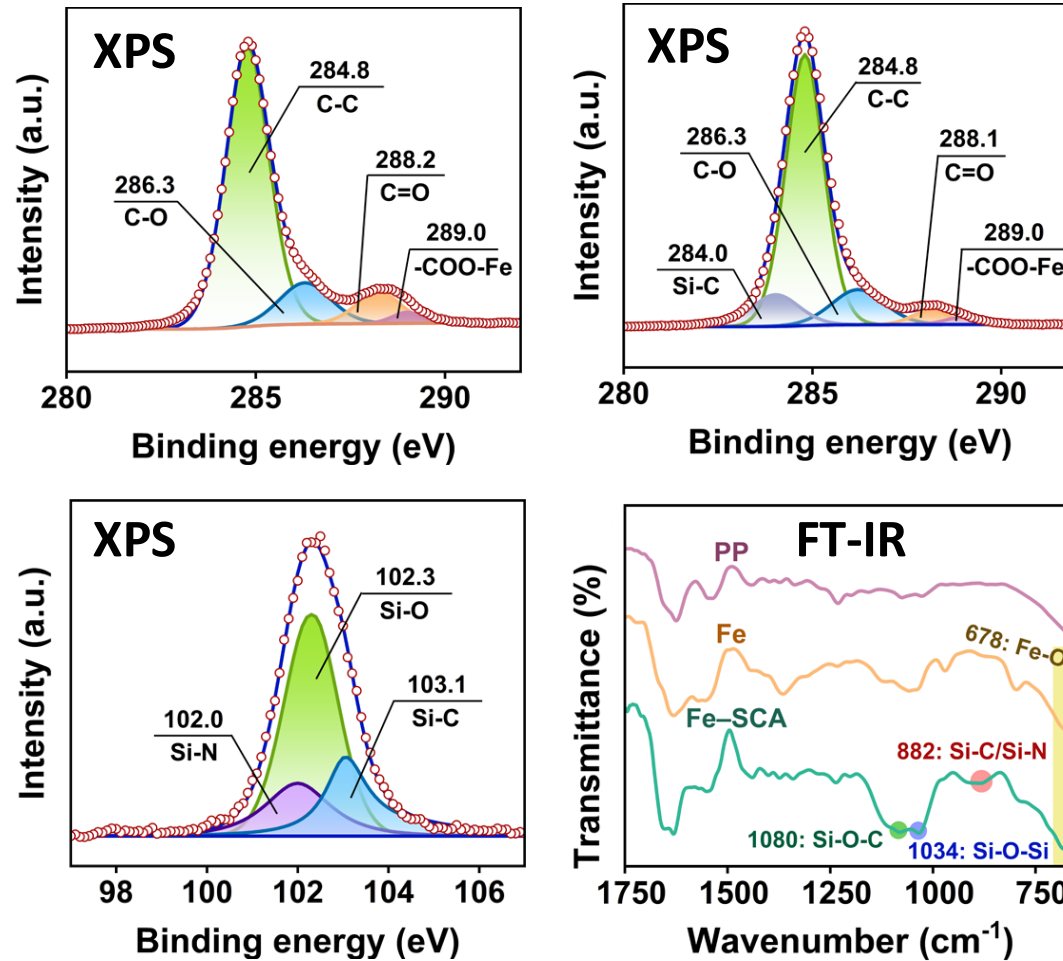 XPS
284.8
C-C
286.3
C-O
288.2
C=O
289.0
-COO-Fe
Intensity (a.u.)
280
285
290
Binding energy (eV)
XPS
284.8
C-C
286.3
C-O
288.1
C=O
284.0
Si-C
289.0
-COO-Fe
Intensity (a.u.)
280
285
290
Binding energy (eV)
XPS
102.3
Si-O
103.1
Si-C
102.0
Si-N
Intensity (a.u.)
98
100
102
104
106
Binding energy (eV)
FT-IR
PP
Fe
678: Fe-O
Fe–SCA
882: Si-C/Si-N
1080: Si-O-C
1034: Si-O-Si
Transmittance (%)
1750
1500
1250
1000
750
Wavenumber (cm⁻¹)